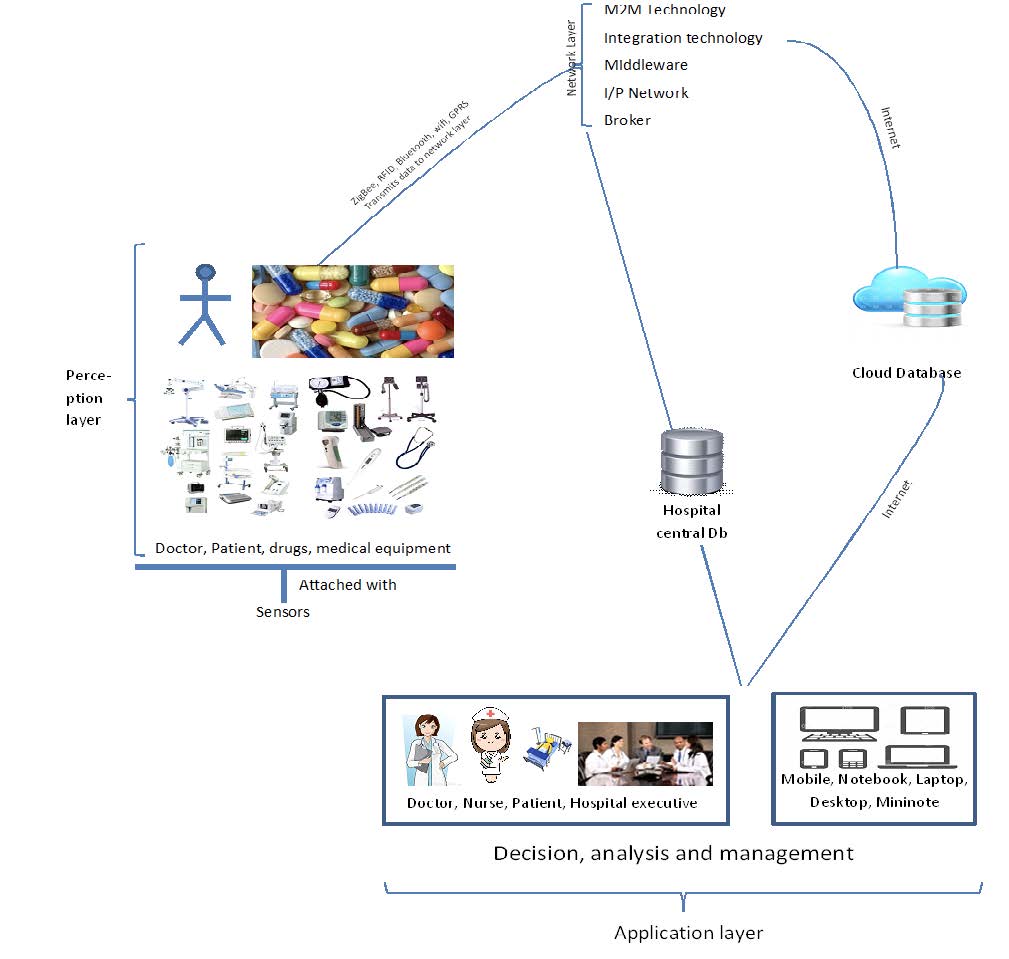 M2M Technology
Integration technology
MIddleware
I/P Network
Broker
Network Layer
Internet
ZigBee, RFID, Bluetooth, wifi, GPRS
Transmits data to network layer
Perce-
ption
layer
Cloud Database
Hospital
central Db
Internet
Doctor, Patient, drugs, medical equipment
Attached with
Sensors
Doctor, Nurse, Patient, Hospital executive
Mobile, Notebook, Laptop,
Desktop, Mininote
Decision, analysis and management
Application layer